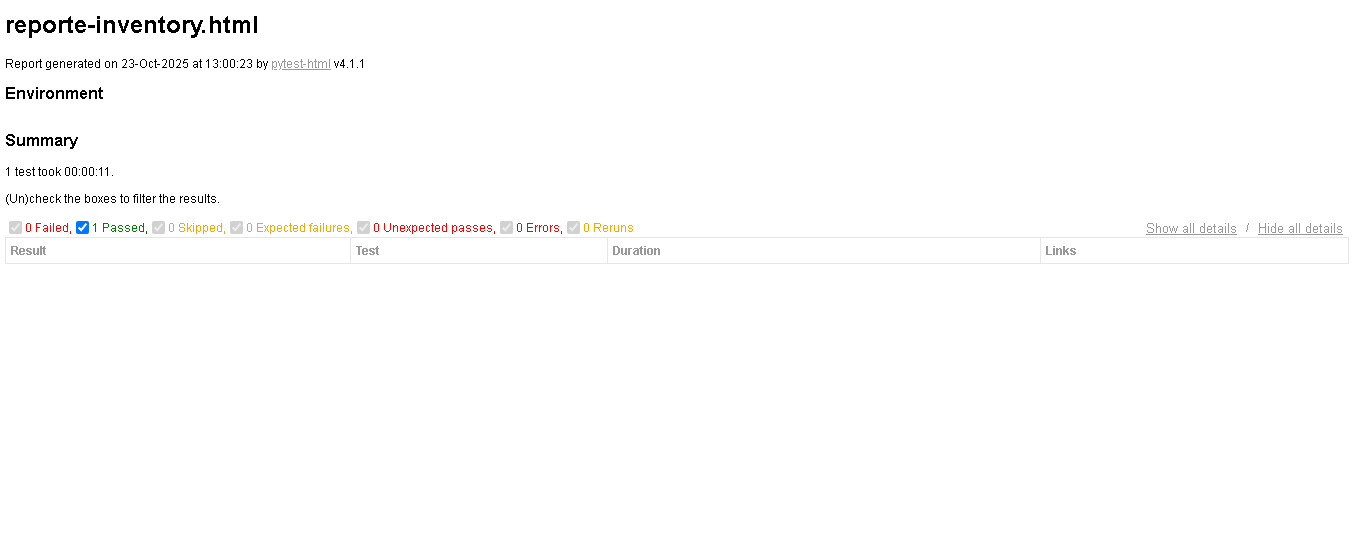 reporte-inventory.html
Report generated on 23-Oct-2025 at 13:00:23 by pytest-html v4.1.1
Environment
Summary
1 test took 00:00:11.
(Un)check the boxes to filter the results.
0 Failed, 1 Passed, 0 Skipped, 0 Expected failures, 0 Unexpected passes, 0 Errors, 0 Reruns Show all details / Hide all details
Result Test Duration Links